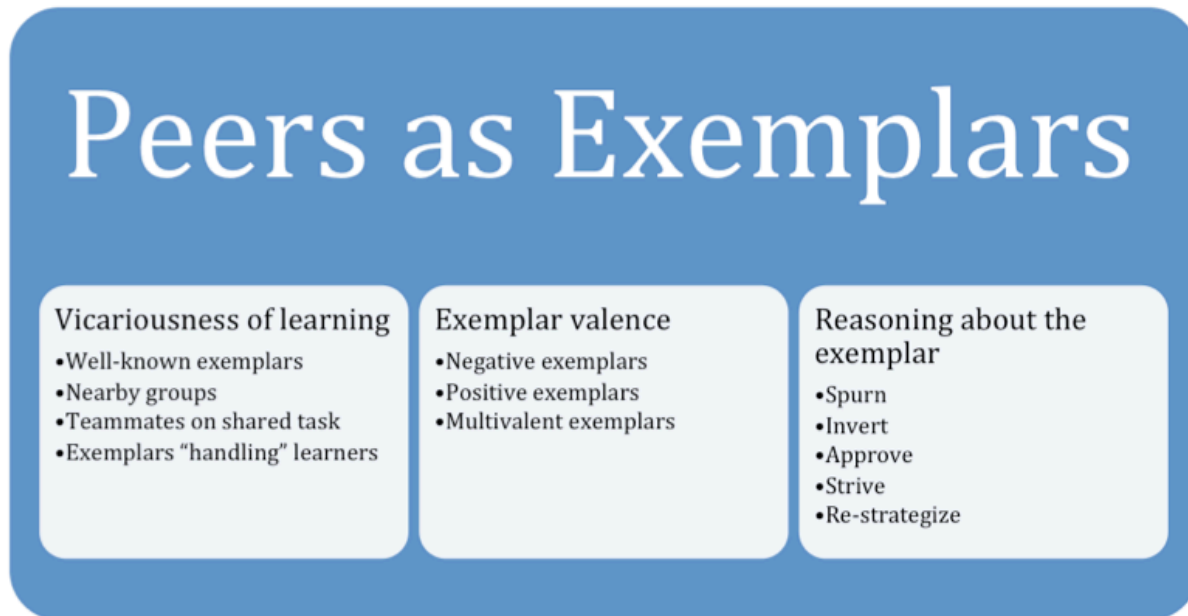 Peers as Exemplars
Vicariousness of learning
•Well-known exemplars
•Nearby groups
•Teammates on shared task
•Exemplars “handling” learners
Exemplar valence
•Negative exemplars
•Positive exemplars
•Multivalent exemplars
Reasoning about the
exemplar
•Spurn
•Invert
•Approve
•Strive
•Re-strategize